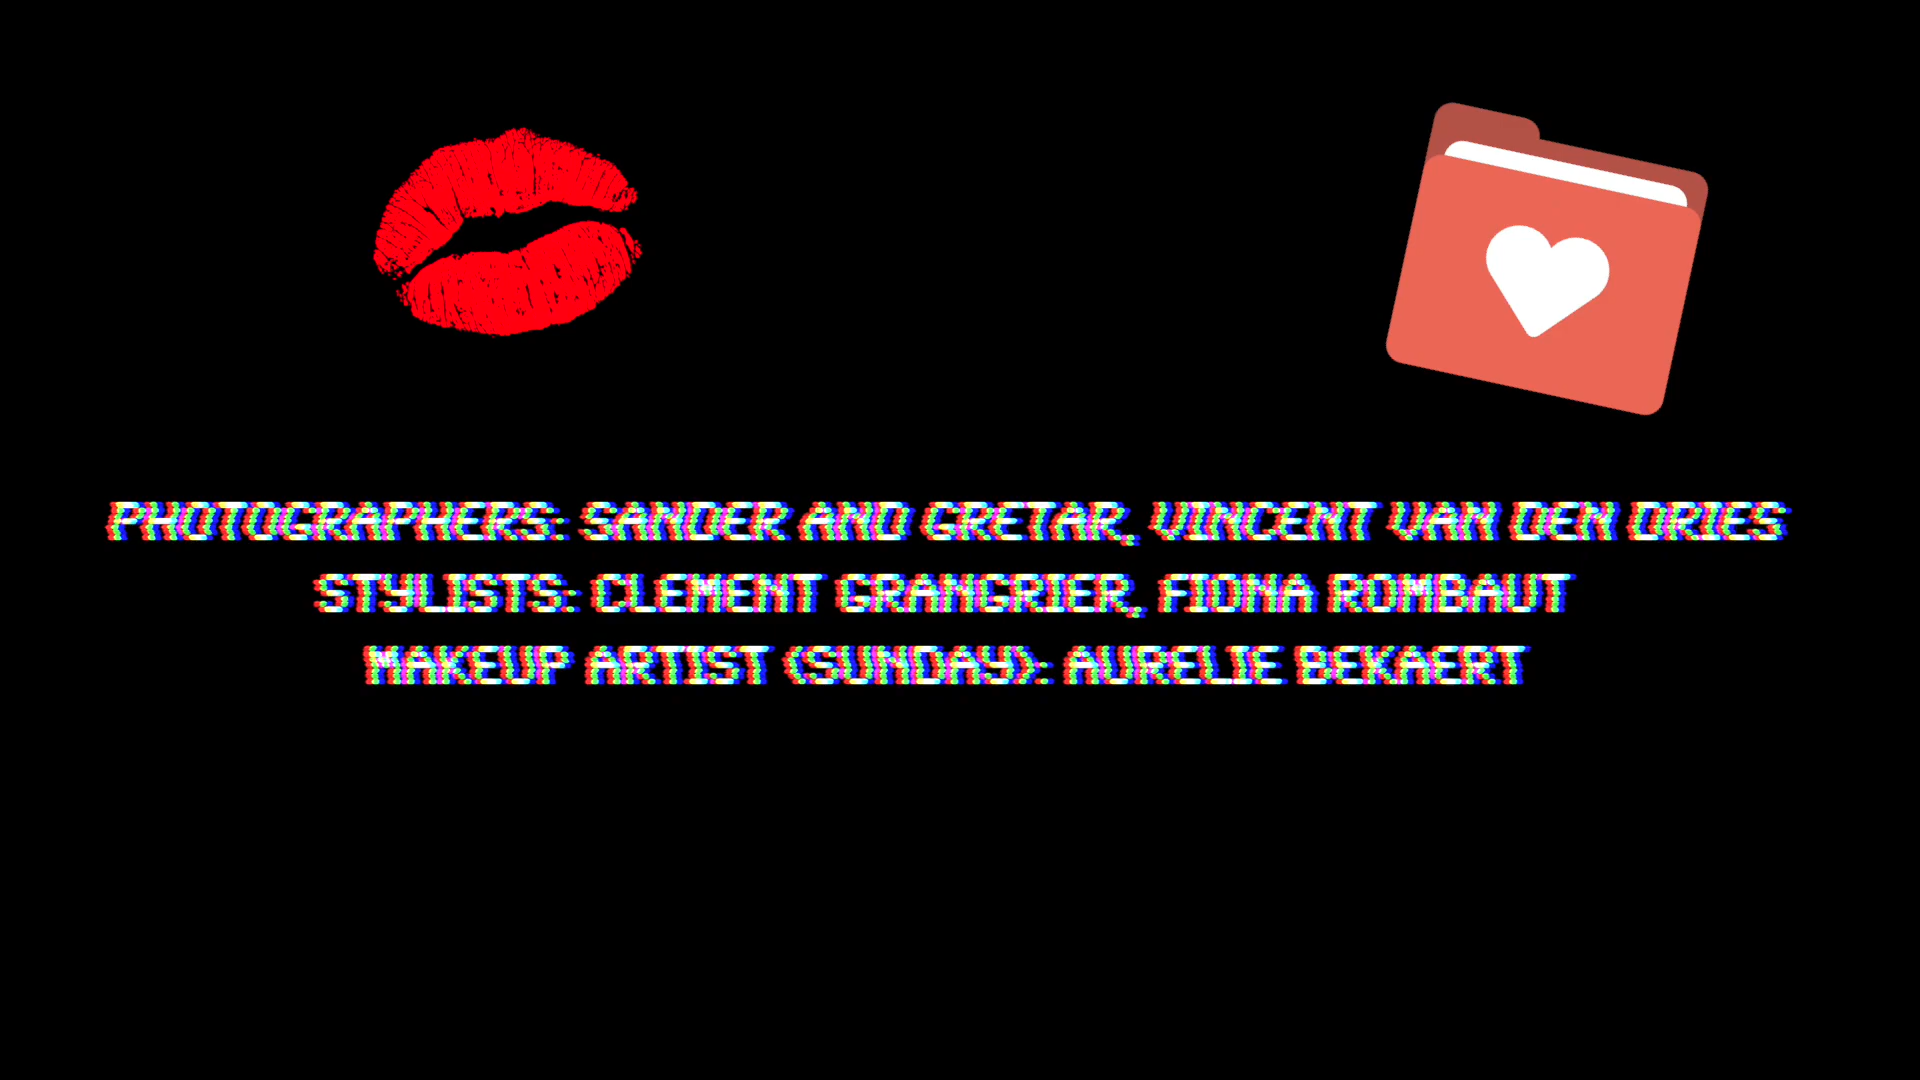 PHOTOGRAPHERS: SANDER AND GRETAR, VINCENT VAN DEN DRIES
STYLISTS: CLEMENT GRANGRIER, FIONA ROMBAUT
MAKEUP ARTIST (SUNDAY): AURELIE BEKAERT